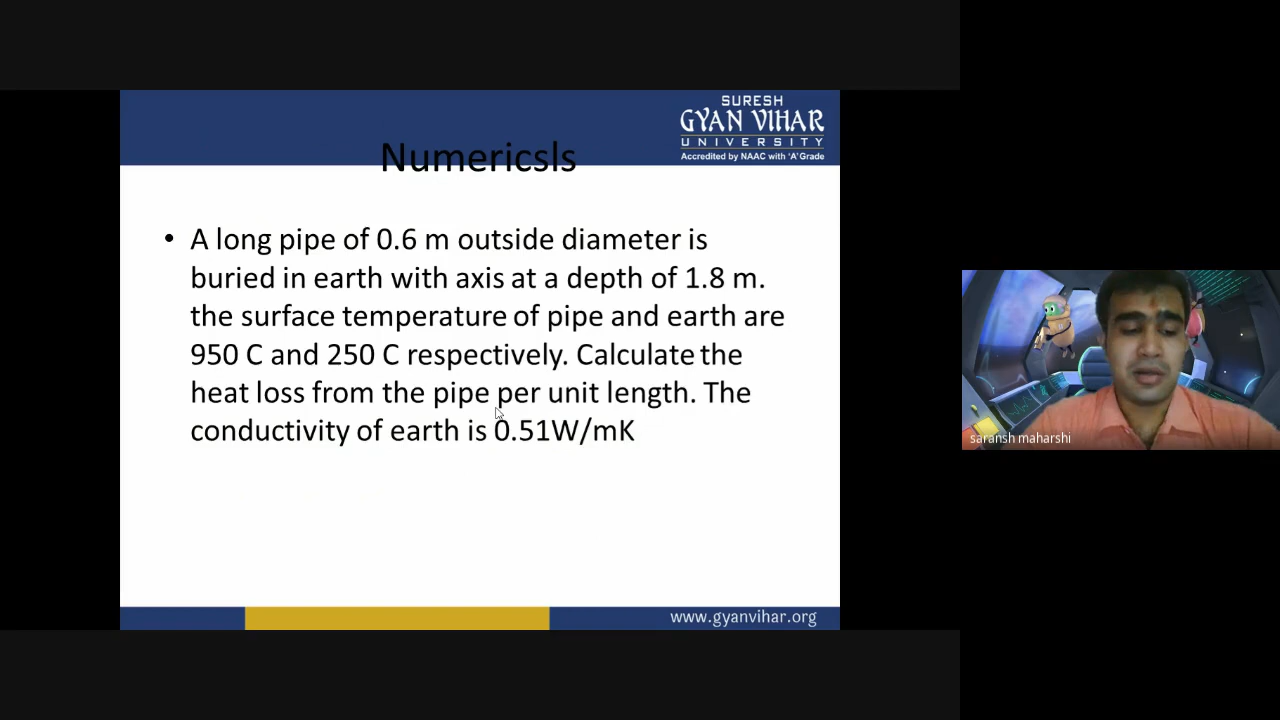 SURESH
GYAN VIHAR
UNIVERSITY
Accredited by NAAC with 'A' Grade
Numericsls
• A long pipe of 0.6 m outside diameter is
buried in earth with axis at a depth of 1.8 m.
the surface temperature of pipe and earth are
950 C and 250 C respectively. Calculate the
heat loss from the pipe per unit length. The
conductivity of earth is 0.51W/mK
saransh maharshi
www.gyanvihar.org